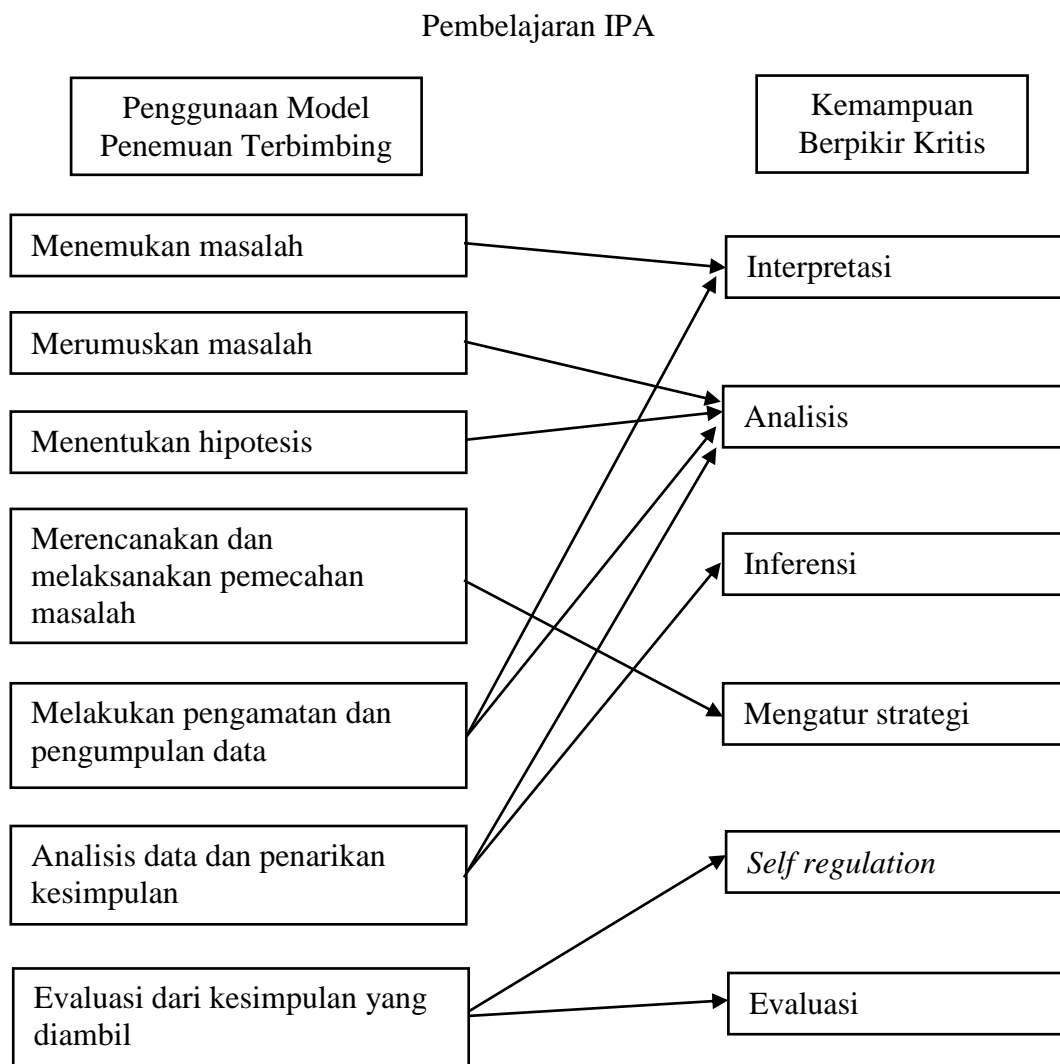 Pembelajaran IPA
Penggunaan Model
Penemuan Terbimbing
Kemampuan
Berpikir Kritis
Menemukan masalah
Merumuskan masalah
Menentukan hipotesis
Merencanakan dan
melaksanakan pemecahan
masalah
Melakukan pengamatan dan
pengumpulan data
Analisis data dan penarikan
kesimpulan
Evaluasi dari kesimpulan yang
diambil
Interpretasi
Analisis
Inferensi
Mengatur strategi
Self regulation
Evaluasi